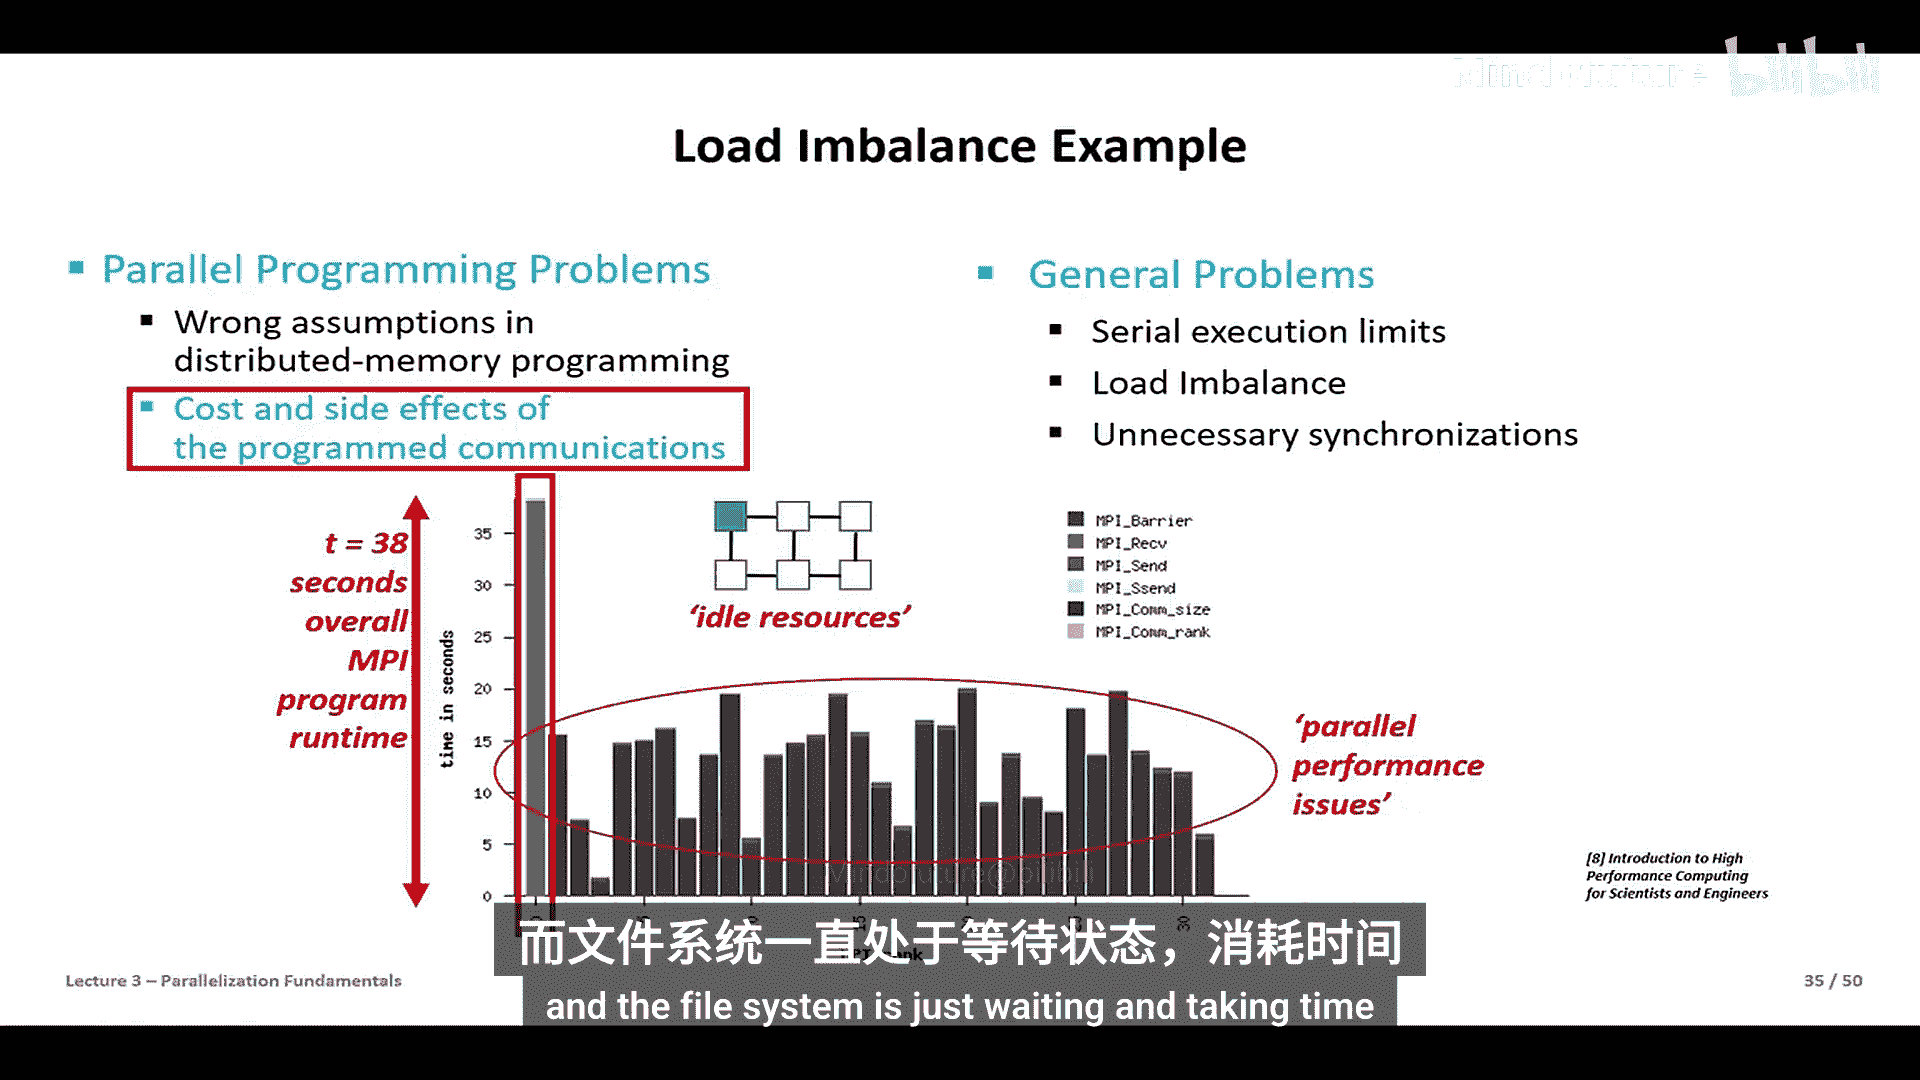 bilibili
Load Imbalance Example
Parallel Programming Problems
Wrong assumptions in
distributed-memory programming
Cost and side effects of
the programmed communications
General Problems
Serial execution limits
Load Imbalance
Unnecessary synchronizations
t = 38
seconds
overall
MPI
program
runtime
time in seconds
35
30
25
20
15
10
5
0
‘idle resources’
MPI_Barrier
MPI_Recv
MPI_Send
MPI_Ssend
MPI_Comm_size
MPI_Comm_rank
‘parallel
performance
issues’
[8] Introduction to High
Performance Computing
for Scientists and Engineers
30
而文件系统一直处于等待状态，消耗时间
and the file system is just waiting and taking time
Lecture 3 – Parallelization Fundamentals
35 / 50